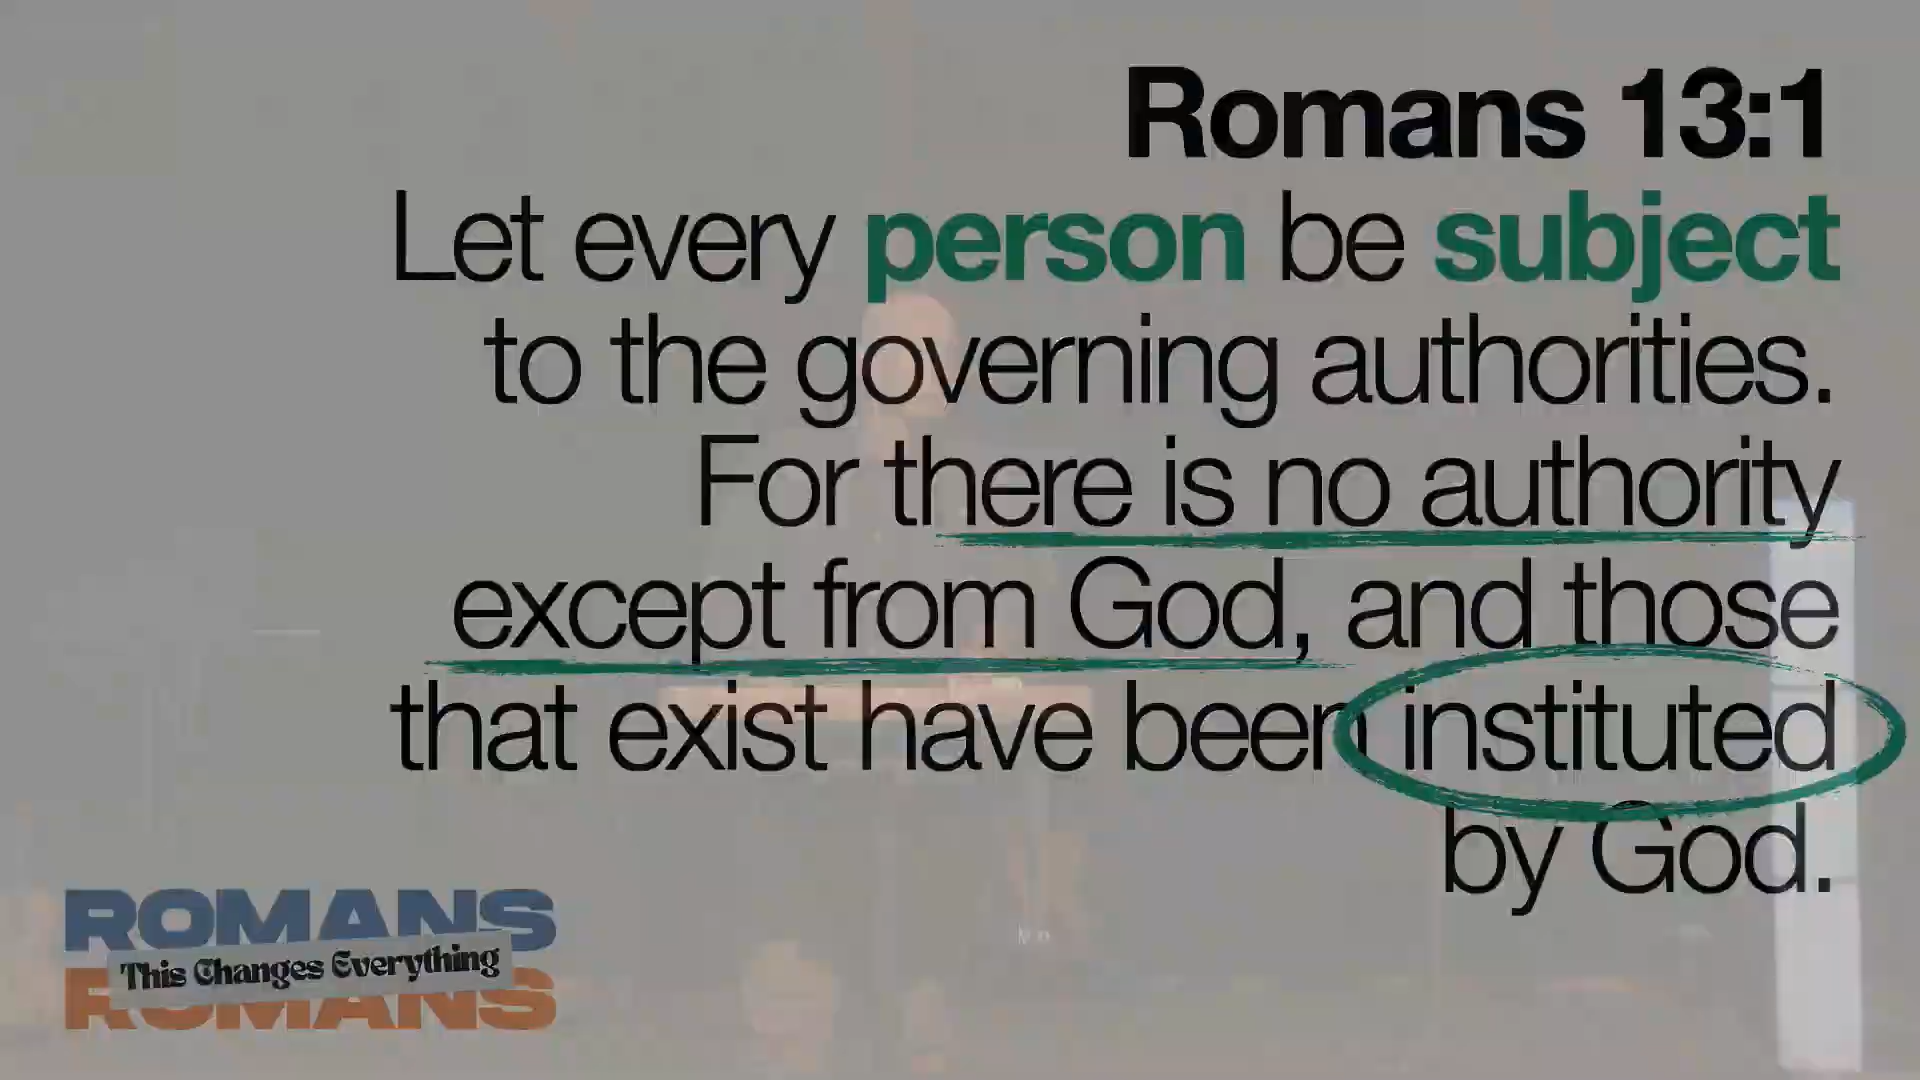 Romans 13:1
Let every person be subject
to the governing authorities.
For there is no authority
except from God, and those
that exist have been instituted
by God.
ROMANS
This Changes Everything
ROMANS